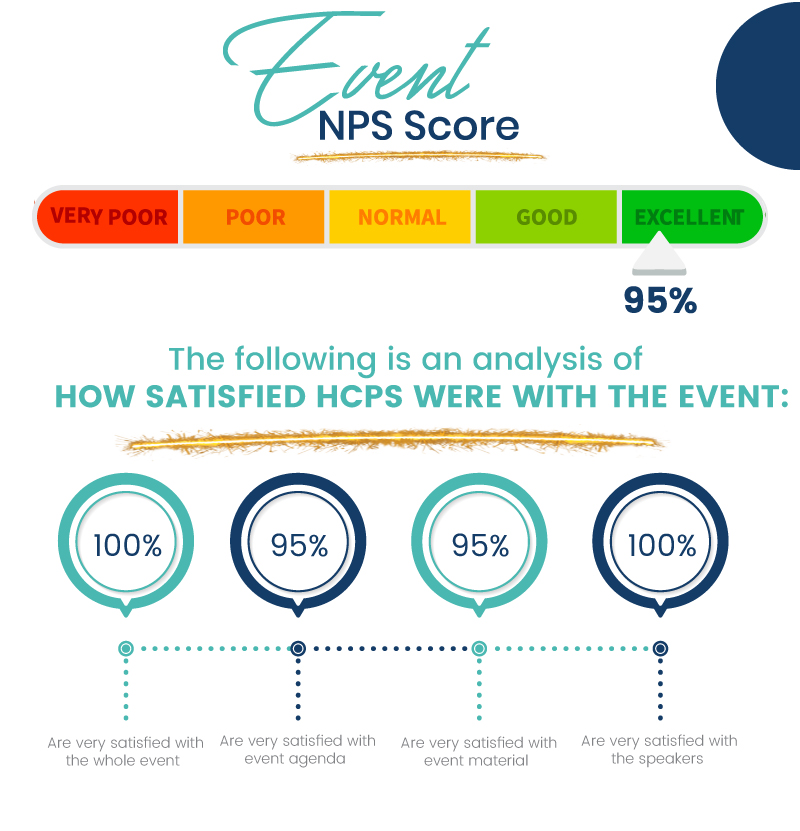 Event
NPS Score
VERY POOR POOR NORMAL GOOD EXCELLENT
95%
The following is an analysis of
HOW SATISFIED HCPS WERE WITH THE EVENT:
100% 95% 95% 100%
Are very satisfied with
the whole event
Are very satisfied with
event agenda
Are very satisfied with
event material
Are very satisfied with
the speakers